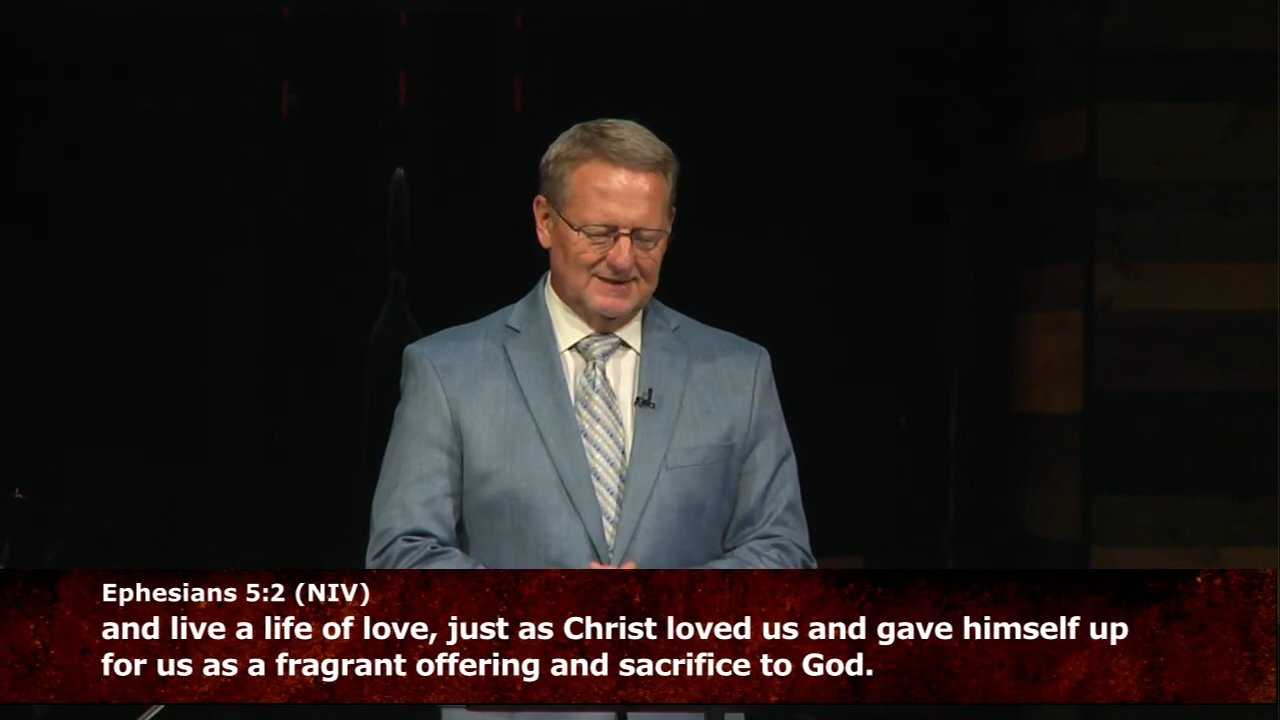 Ephesians 5:2 (NIV)
and live a life of love, just as Christ loved us and gave himself up
for us as a fragrant offering and sacrifice to God.